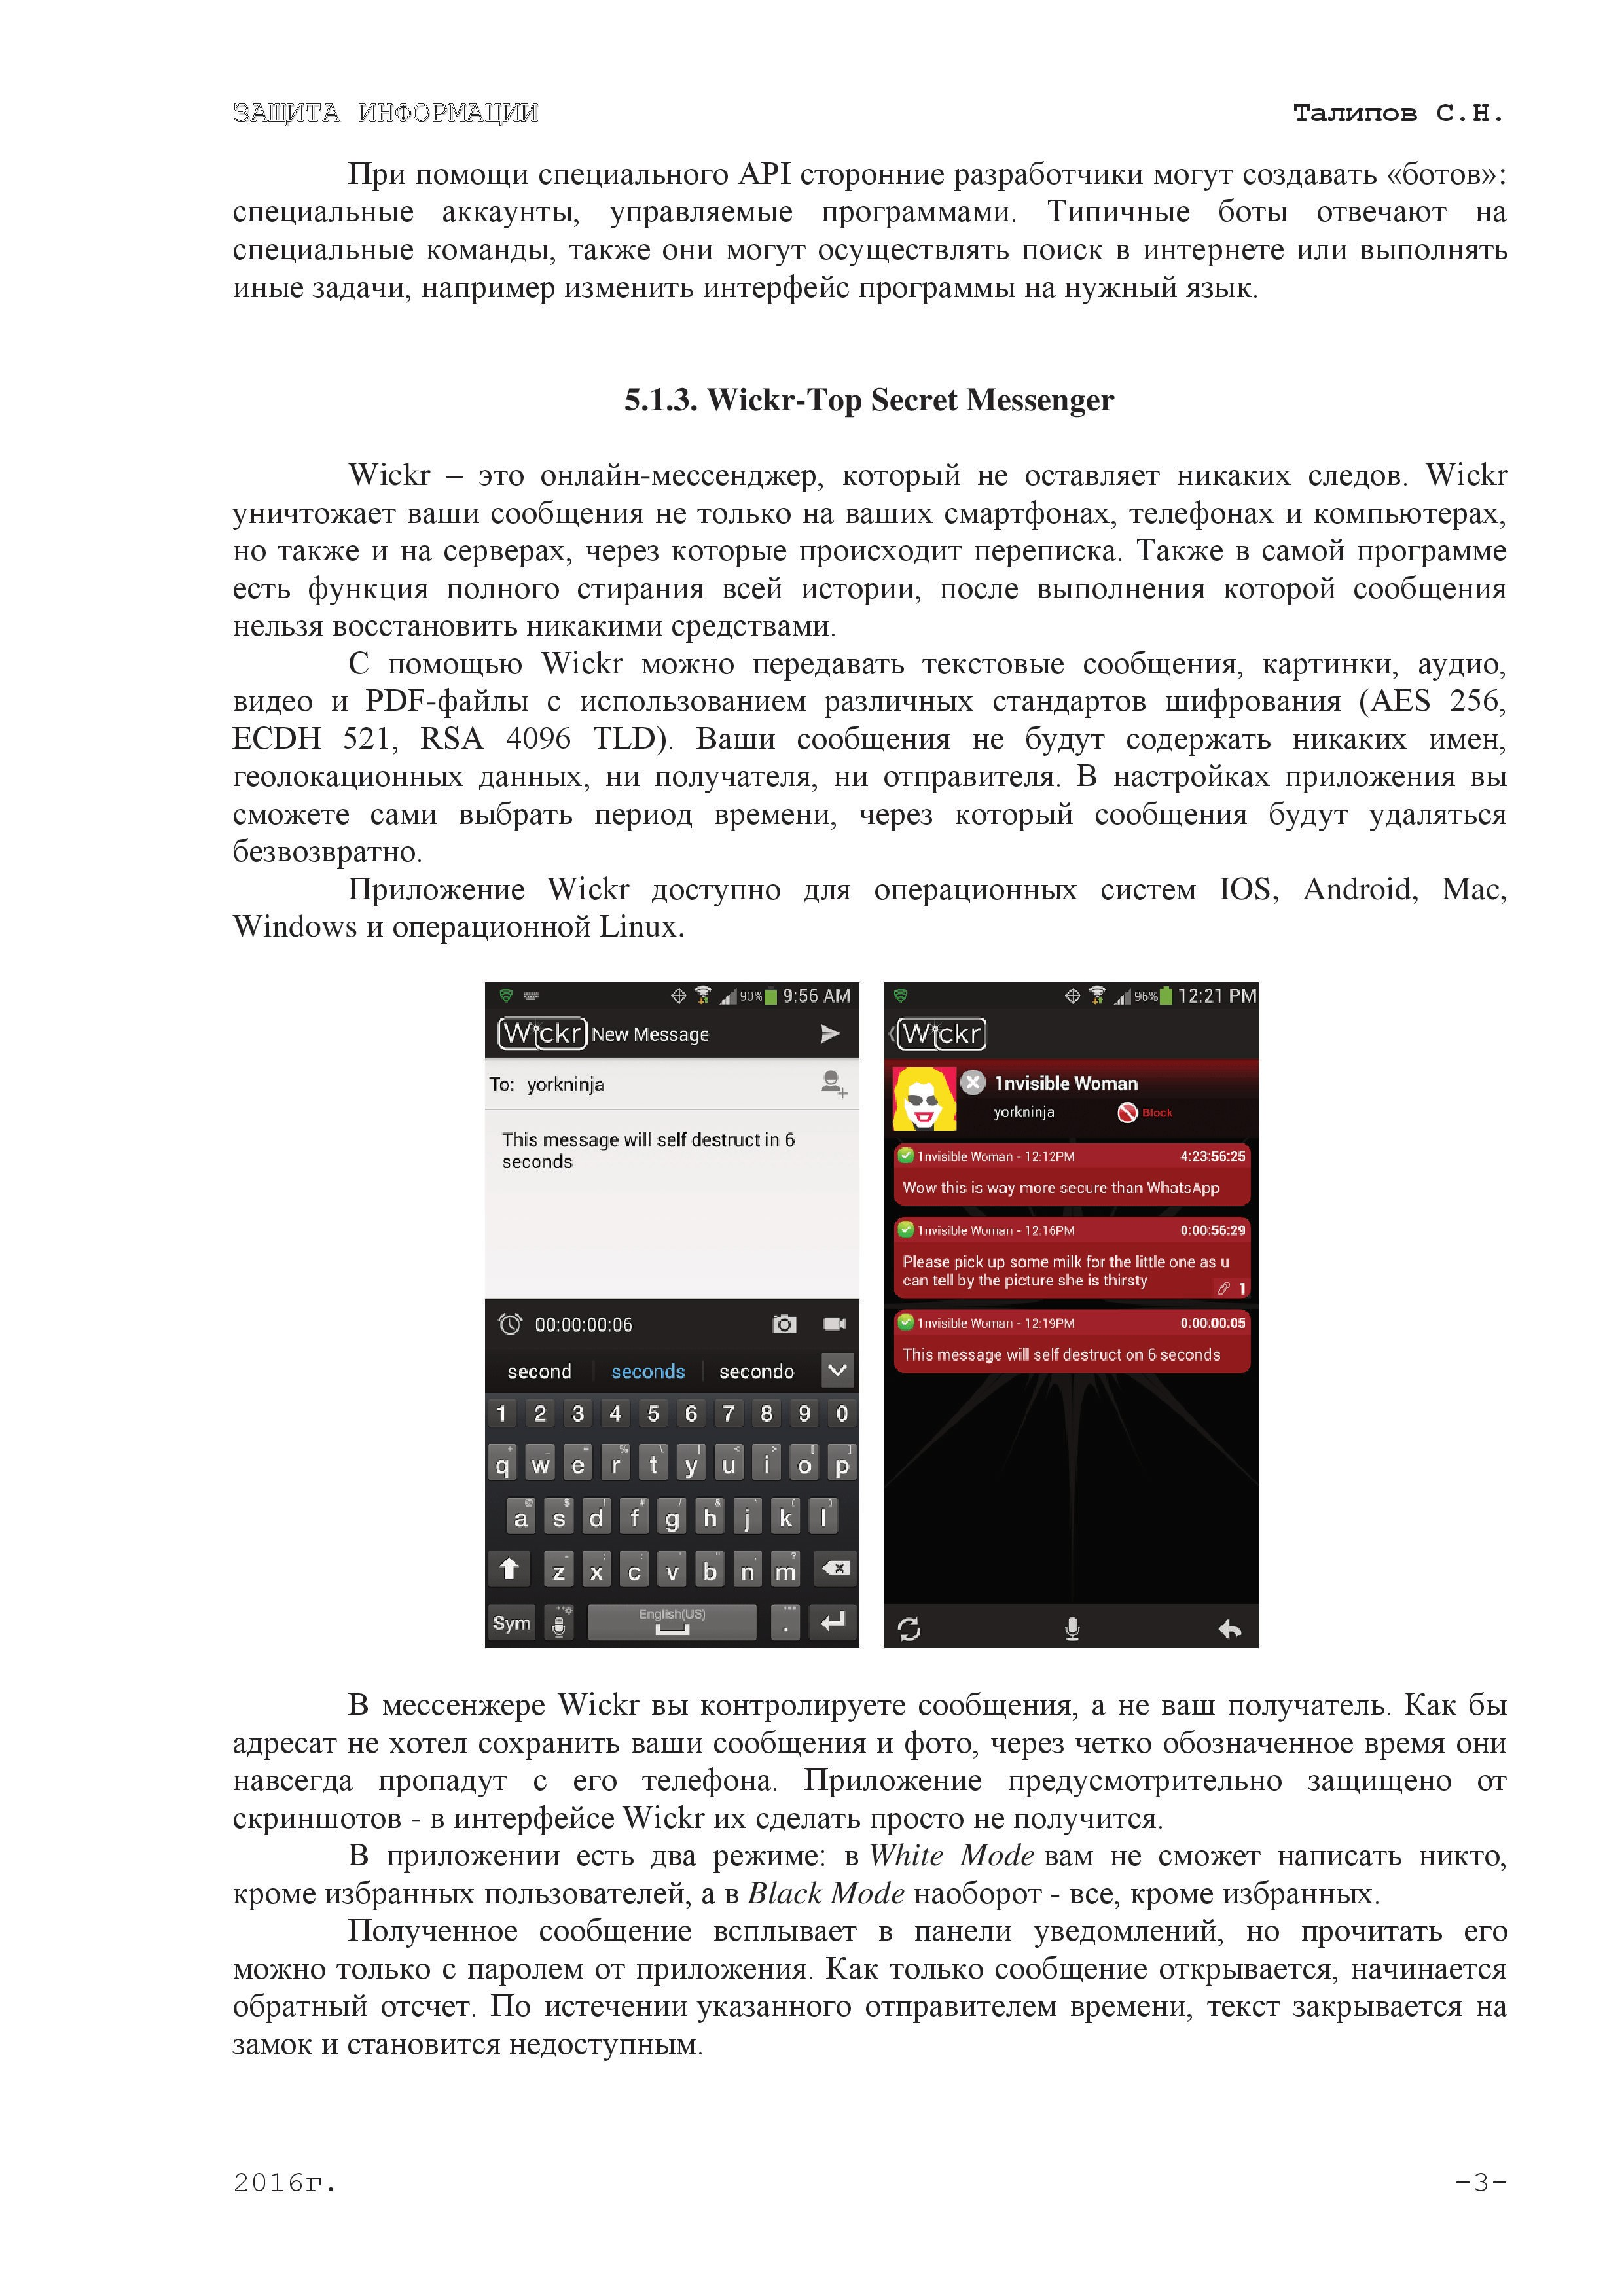 ЗАЩИТА ИНФОРМАЦИИ Талипов С.Н.
При помощи специального API сторонние разработчики могут создавать «ботов»:
специальные аккаунты, управляемые программами. Типичные боты отвечают на
специальные команды, также они могут осуществлять поиск в интернете или выполнять
иные задачи, например изменить интерфейс программы на нужный язык.
5.1.3. Wickr-Top Secret Messenger
Wickr – это онлайн-мессенджер, который не оставляет никаких следов. Wickr
уничтожает ваши сообщения не только на ваших смартфонах, телефонах и компьютерах,
но также и на серверах, через которые происходит переписка. Также в самой программе
есть функция полного стирания всей истории, после выполнения которой сообщения
нельзя восстановить никакими средствами.
С помощью Wickr можно передавать текстовые сообщения, картинки, аудио,
видео и PDF-файлы с использованием различных стандартов шифрования (AES 256,
ECDH 521, RSA 4096 TLD). Ваши сообщения не будут содержать никаких имен,
геолокационных данных, ни получателя, ни отправителя. В настройках приложения вы
сможете сами выбрать период времени, через который сообщения будут удаляться
безвозвратно.
Приложение Wickr доступно для операционных систем IOS, Android, Mac,
Windows и операционной Linux.
90% 9:56 AM
Wickr New Message
To: yorkninja
This message will self destruct in 6
seconds
00:00:00:06
second seconds secondo
1 2 3 4 5 6 7 8 9 0
q w e r t y u i o p
a s d f g h j k l
z x c v b n m
Sym English(US) .
96% 12:21 PM
Wickr
1nvisible Woman
yorkninja Block
1nvisible Woman - 12:12PM 4:23:56:25
Wow this is way more secure than WhatsApp
1nvisible Woman - 12:16PM 0:00:56:29
Please pick up some milk for the little one as u
can tell by the picture she is thirsty
1
1nvisible Woman - 12:19PM 0:00:00:05
This message will self destruct on 6 seconds
В мессенжере Wickr вы контролируете сообщения, а не ваш получатель. Как бы
адресат не хотел сохранить ваши сообщения и фото, через четко обозначенное время они
навсегда пропадут с его телефона. Приложение предусмотрительно защищено от
скриншотов - в интерфейсе Wickr их сделать просто не получится.
В приложении есть два режиме: в White Mode вам не сможет написать никто,
кроме избранных пользователей, а в Black Mode наоборот - все, кроме избранных.
Полученное сообщение всплывает в панели уведомлений, но прочитать его
можно только с паролем от приложения. Как только сообщение открывается, начинается
обратный отсчет. По истечении указанного отправителем времени, текст закрывается на
замок и становится недоступным.
2016г. -3-